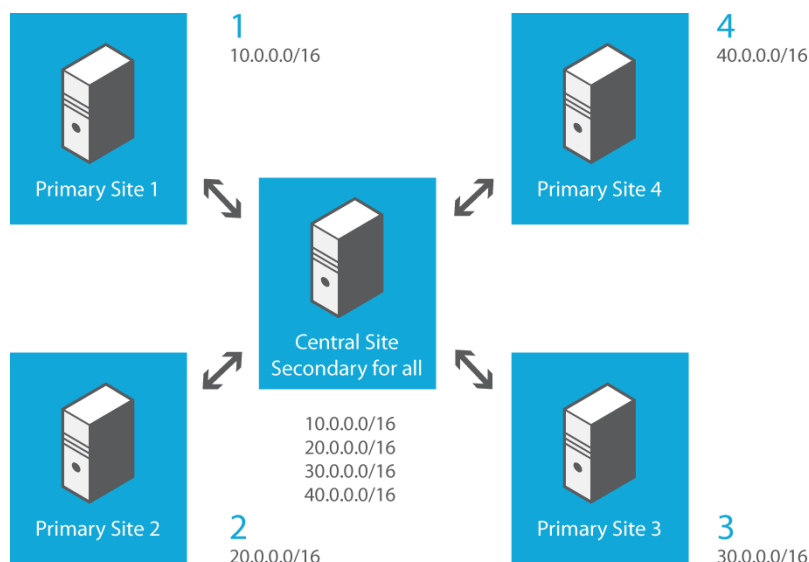 1
10.0.0.0/16
Primary Site 1
4
40.0.0.0/16
Primary Site 4
Central Site
Secondary for all
10.0.0.0/16
20.0.0.0/16
30.0.0.0/16
40.0.0.0/16
Primary Site 2
2
20.0.0.0/16
Primary Site 3
3
30.0.0.0/16